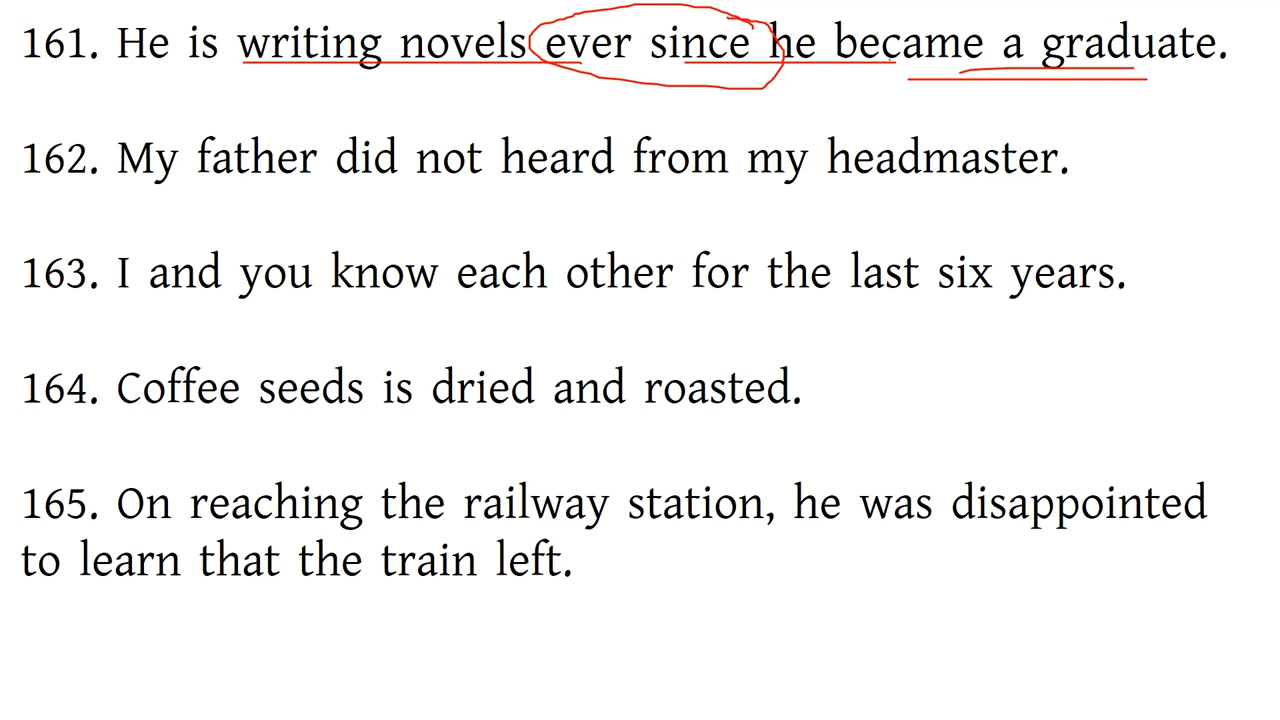 161. He is writing novels ever since he became a graduate.
162. My father did not heard from my headmaster.
163. I and you know each other for the last six years.
164. Coffee seeds is dried and roasted.
165. On reaching the railway station, he was disappointed
to learn that the train left.